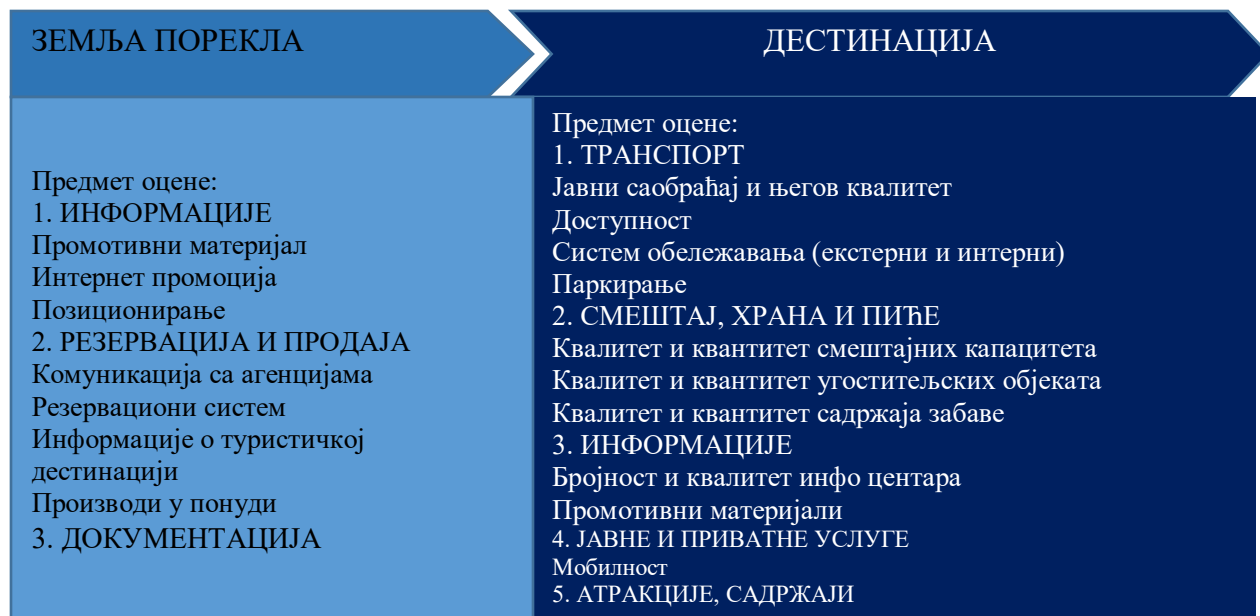 ЗЕМЉА ПОРЕКЛА
Предмет оцене:
1. ИНФОРМАЦИЈЕ
Промотивни материјал
Интернет промоција
Позиционирање
2. РЕЗЕРВАЦИЈА И ПРОДАЈА
Комуникација са агенцијама
Резервациони систем
Информације о туристичкој
дестинацији
Производи у понуди
3. ДОКУМЕНТАЦИЈА
ДЕСТИНАЦИЈА
Предмет оцене:
1. ТРАНСПОРТ
Јавни саобраћај и његов квалитет
Доступност
Систем обележавања (екстерни и интерни)
Паркирање
2. СМЕШТАЈ, ХРАНА И ПИЋЕ
Квалитет и квантитет смештајних капацитета
Квалитет и квантитет угоститељских објеката
Квалитет и квантитет садржаја забаве
3. ИНФОРМАЦИЈЕ
Бројност и квалитет инфо центара
Промотивни материјали
4. ЈАВНЕ И ПРИВАТНЕ УСЛУГЕ
Мобилност
5. АТРАКЦИЈЕ, САДРЖАЈИ